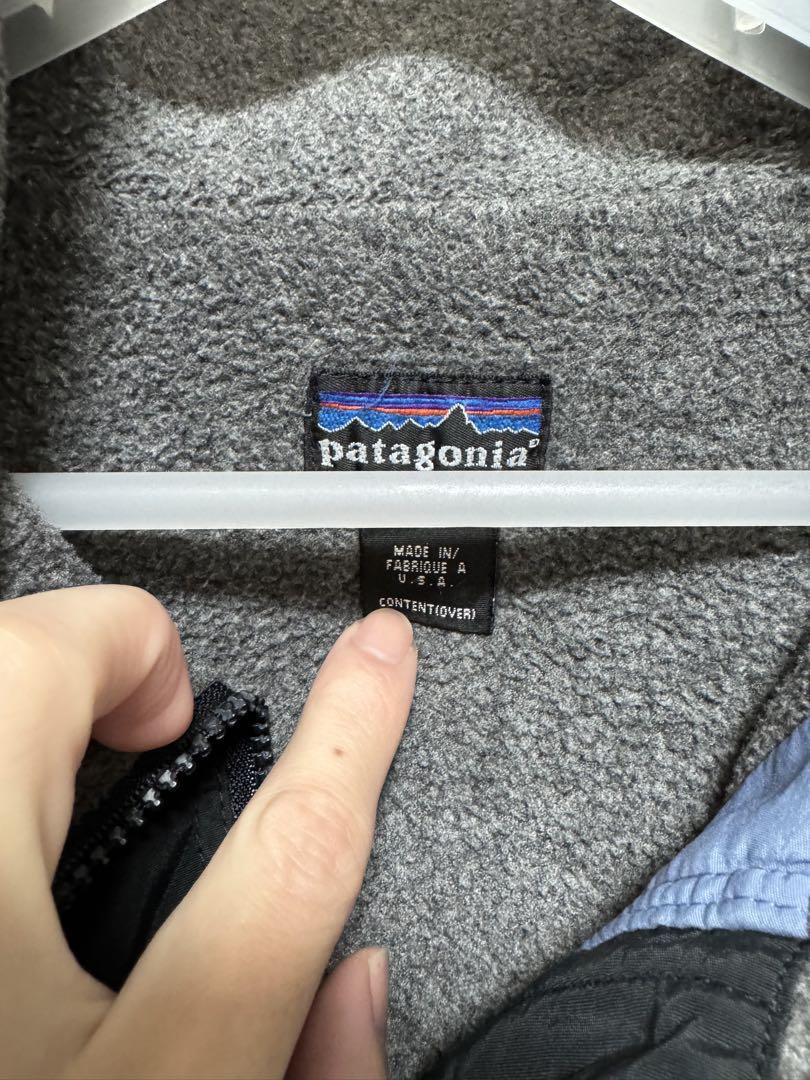 patagonia®
MADE IN/
FABRIQUE A
U.S.A.
CONTENT(OVER)